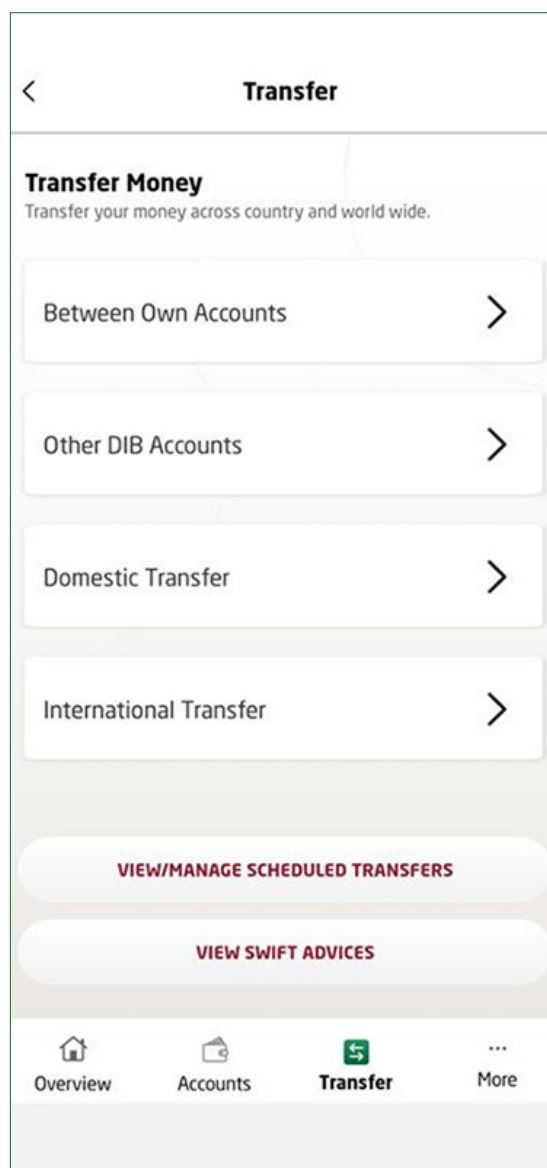 Transfer
Transfer Money
Transfer your money across country and world wide.
Between Own Accounts
Other DIB Accounts
Domestic Transfer
International Transfer
VIEW/MANAGE SCHEDULED TRANSFERS
VIEW SWIFT ADVICES
Overview Accounts Transfer More